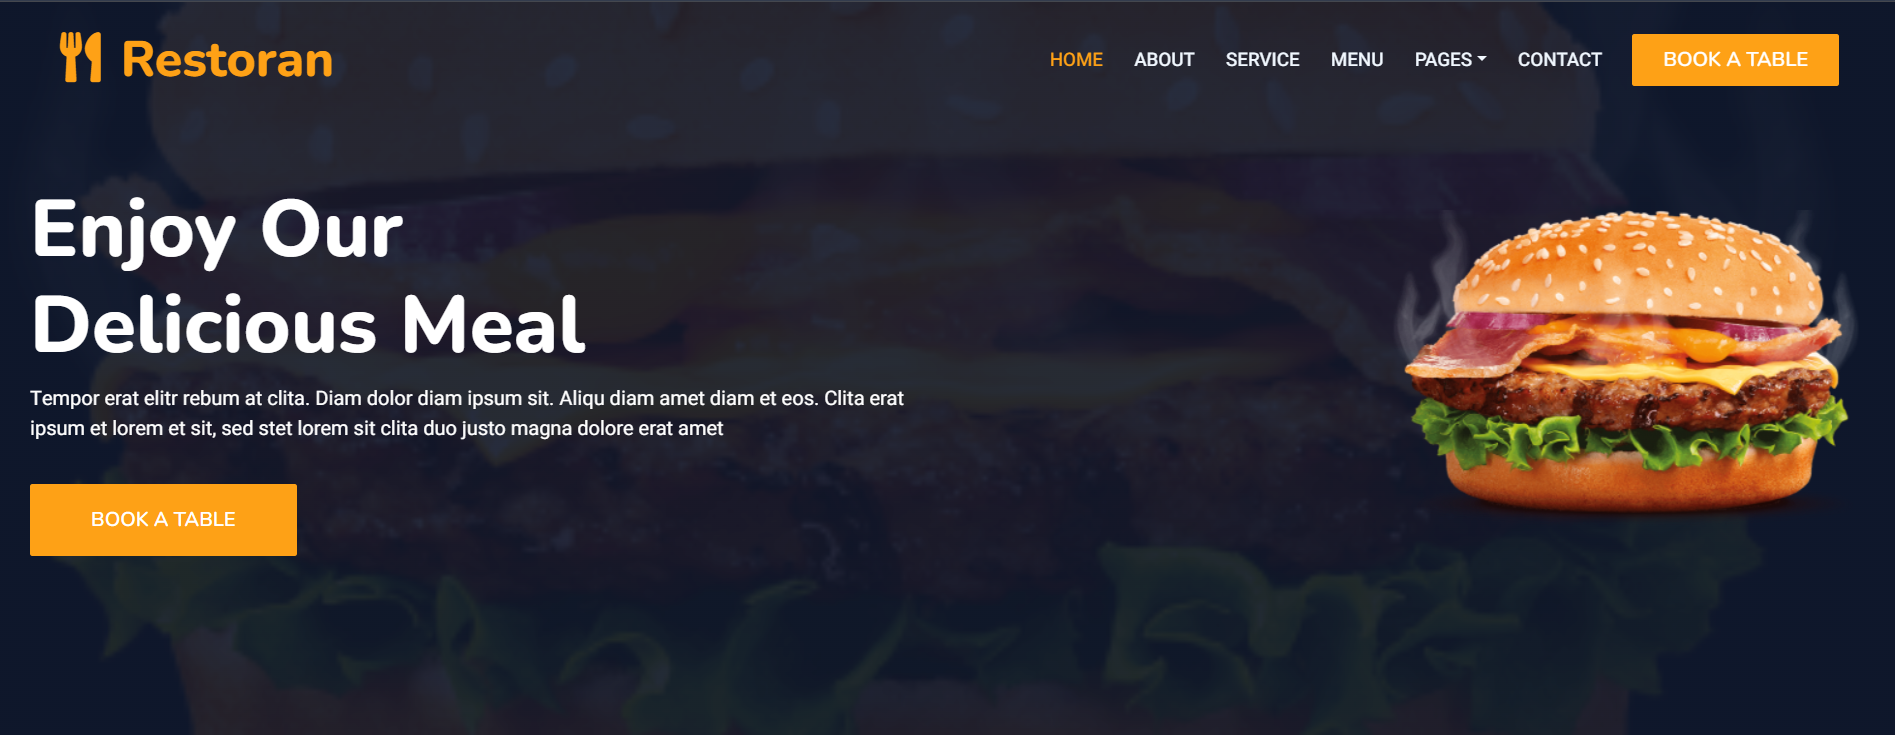 Restoran
HOME ABOUT SERVICE MENU PAGES CONTACT BOOK A TABLE
Enjoy Our
Delicious Meal
Tempor erat elitr rebum at clita. Diam dolor diam ipsum sit. Aliqu diam amet diam et eos. Clita erat
ipsum et lorem et sit, sed stet lorem sit clita duo justo magna dolore erat amet
BOOK A TABLE